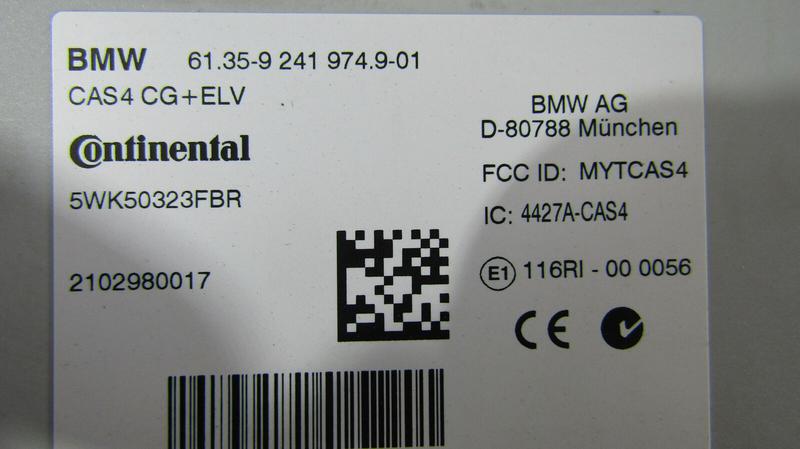 BMW 61.35-9 241 974.9-01
CAS4 CG+ELV
Continental
5WK50323FBR
2102980017
BMW AG
D-80788 München
FCC ID: MYTCAS4
IC: 4427A-CAS4
E1 116RI - 00 0056
CE